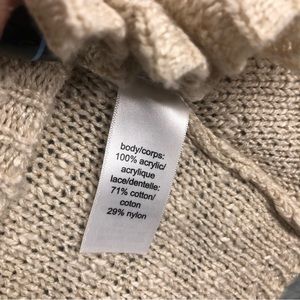 body/corps:
100% acrylic/
acrylique
lace/dentelle:
71% cotton/
coton
29% nylon